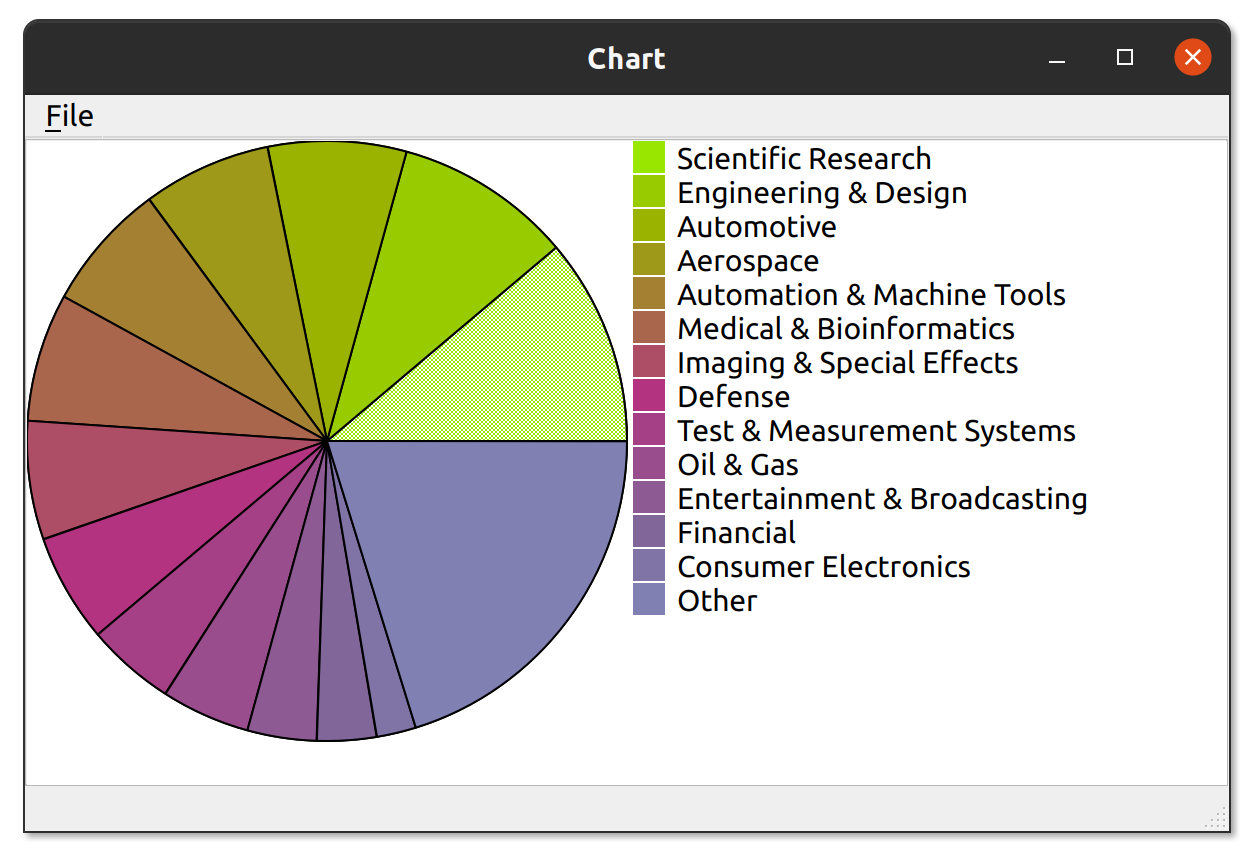 Chart
File
Scientific Research
Engineering & Design
Automotive
Aerospace
Automation & Machine Tools
Medical & Bioinformatics
Imaging & Special Effects
Defense
Test & Measurement Systems
Oil & Gas
Entertainment & Broadcasting
Financial
Consumer Electronics
Other